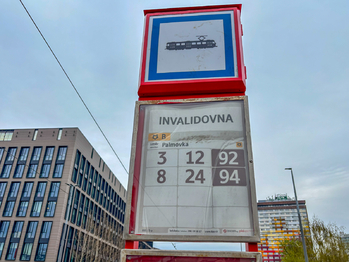 INVALIDOVNA
B
Palmovka
3 12 92
8 24 94